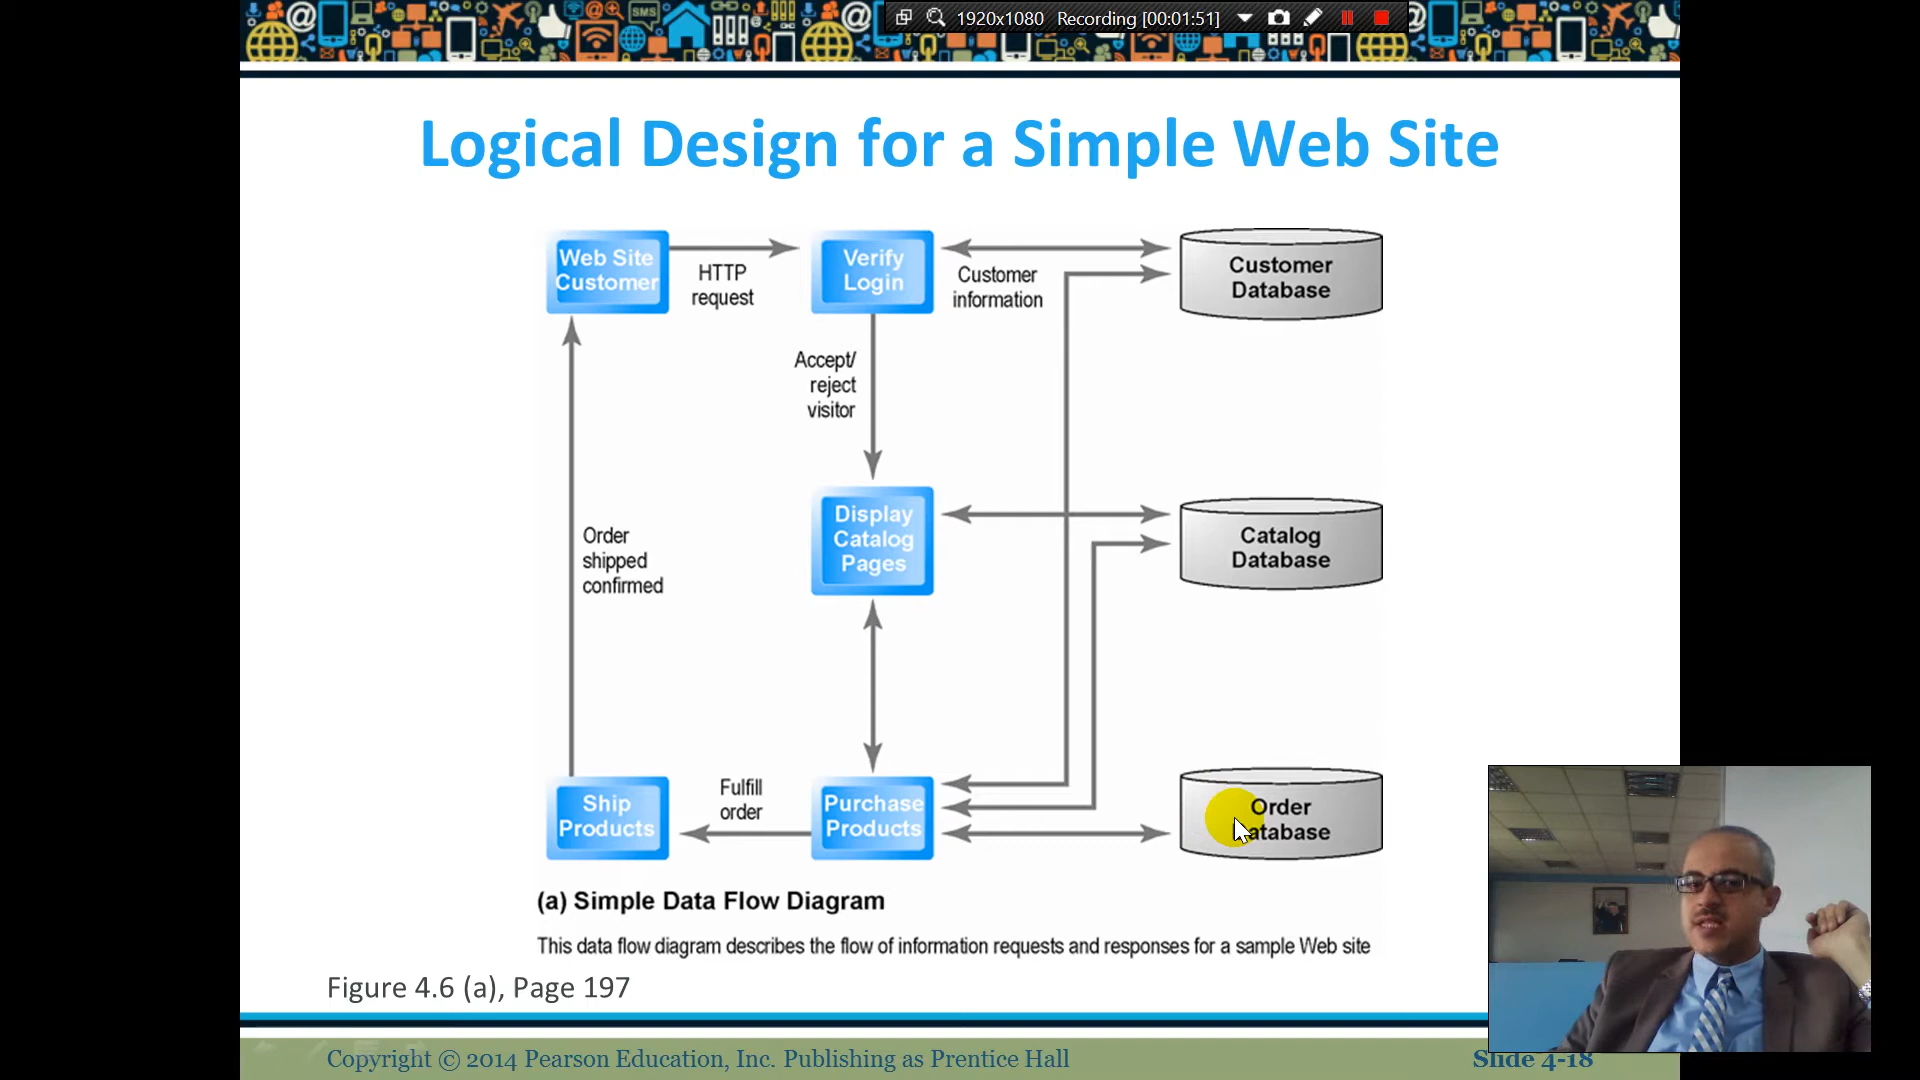 1920x1080 Recording [00:01:51]
SMS
Logical Design for a Simple Web Site
Web Site
Customer
HTTP
request
Verify
Login
Customer
information
Customer
Database
Accept/
reject
visitor
Order
shipped
confirmed
Display
Catalog
Pages
Catalog
Database
Ship
Products
Fulfill
order
Purchase
Products
Order
Database
(a) Simple Data Flow Diagram
This data flow diagram describes the flow of information requests and responses for a sample Web site
Figure 4.6 (a), Page 197
Copyright © 2014 Pearson Education, Inc. Publishing as Prentice Hall
Slide 4-18